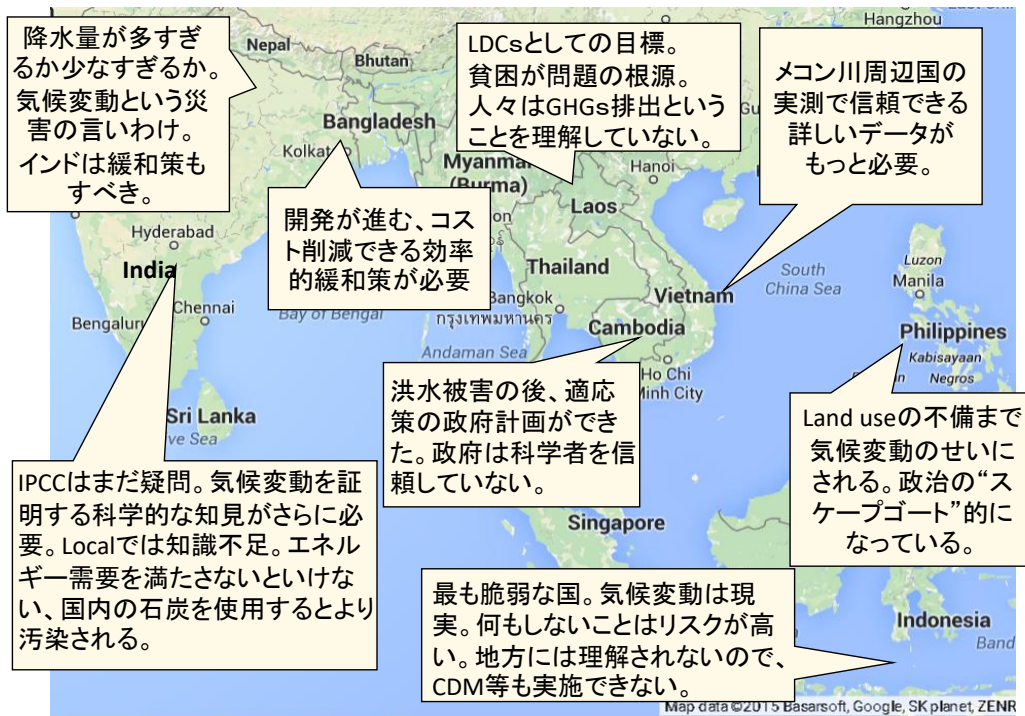 Hangzhou
降水量が多すぎ
るか少なすぎるか。
気候変動という災
害の言いわけ。
インドは緩和策も
すべき。
Nepal
Bhutan
LDCsとしての目標。
貧困が問題の根源。
人々はGHGs排出という
ことを理解していない。
メコン川周辺国の
実測で信頼できる
詳しいデータが
もっと必要。
Bangladesh
Kolkat
Myanmar
(Burma)
Hanoi
Laos
開発が進む、コス
ト削減できる効率
的緩和策が必要
Hyderabad
India
Chennai
Bengaluru
Bay of Bengal
Thailand
Bangkok
กรุงเทพมหานคร
Vietnam
Cambodia
South
China Sea
Luzon
Manila
Philippines
Kabisayaan
Negros
Andaman Sea
Ho Chi
Minh City
洪水被害の後、適応
策の政府計画ができ
た。政府は科学者を信
頼していない。
Land useの不備まで
気候変動のせいに
される。政治の“ス
ケープゴート”的に
なっている。
Sri Lanka
ve Sea
IPCCはまだ疑問。気候変動を証
明する科学的な知見がさらに必
要。Localでは知識不足。エネル
ギー需要を満たさないといけな
い、国内の石炭を使用するとより
汚染される。
Singapore
最も脆弱な国。気候変動は現
実。何もしないことはリスクが高
い。地方には理解されないので、
CDM等も実施できない。
Indonesia
Band
Map data ©2015 Basarsoft, Google, SK planet, ZENR